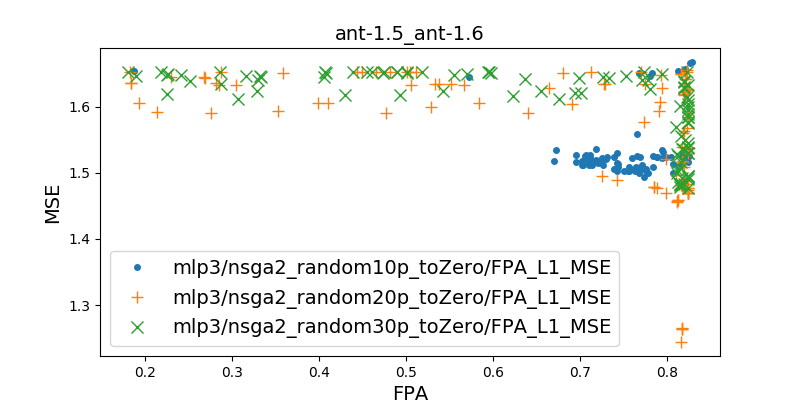 ant-1.5_ant-1.6
MSE
1.6
1.5
1.4
1.3
mlp3/nsga2_random10p_toZero/FPA_L1_MSE
mlp3/nsga2_random20p_toZero/FPA_L1_MSE
mlp3/nsga2_random30p_toZero/FPA_L1_MSE
0.2 0.3 0.4 0.5 0.6 0.7 0.8
FPA